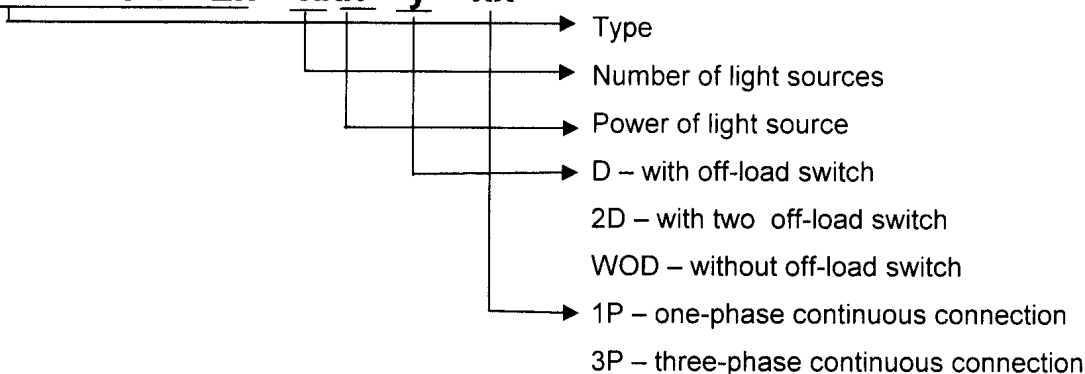 Type
Number of light sources
Power of light source
D – with off-load switch
2D – with two off-load switch
WOD – without off-load switch
1P – one-phase continuous connection
3P – three-phase continuous connection